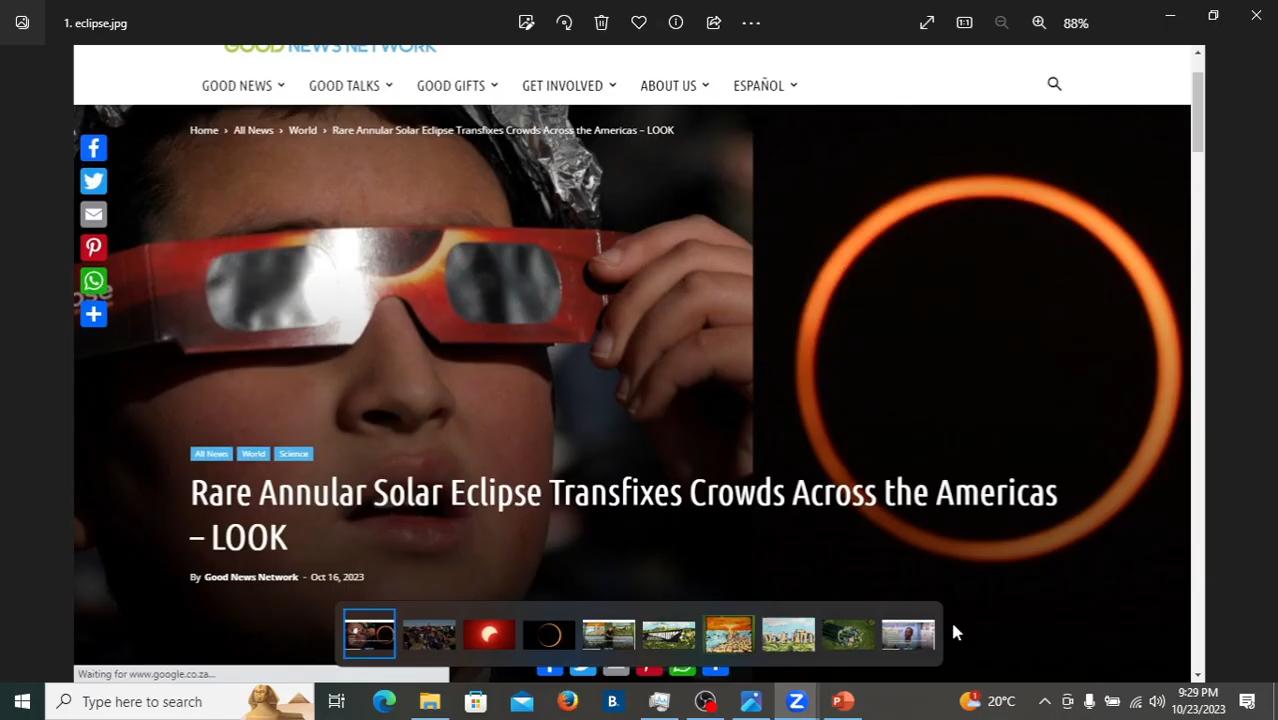 1. eclipse.jpg
88%
GOOD NEWS NETWORK
GOOD NEWS
GOOD TALKS
GOOD GIFTS
GET INVOLVED
ABOUT US
ESPAÑOL
Home › All News › World › Rare Annular Solar Eclipse Transfixes Crowds Across the Americas – LOOK
All News
World
Science
Rare Annular Solar Eclipse Transfixes Crowds Across the Americas
– LOOK
By Good News Network - Oct 16, 2023
Waiting for www.google.co.za...
Type here to search
20°C
9:29 PM
10/23/2023